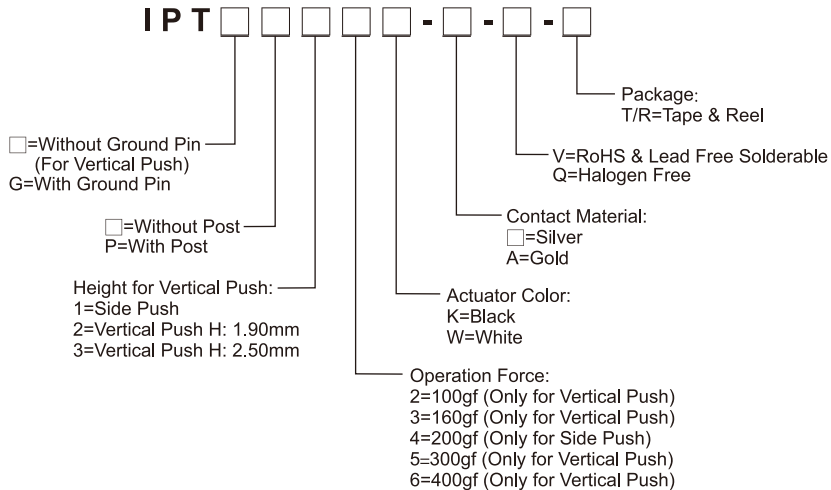 IPT□□□□□-□-□-□
Package:
T/R=Tape & Reel
V=RoHS & Lead Free Solderable
Q=Halogen Free
Contact Material:
□=Silver
A=Gold
Actuator Color:
K=Black
W=White
Operation Force:
2=100gf (Only for Vertical Push)
3=160gf (Only for Vertical Push)
4=200gf (Only for Side Push)
5=300gf (Only for Vertical Push)
6=400gf (Only for Vertical Push)
□=Without Ground Pin
(For Vertical Push)
G=With Ground Pin
□=Without Post
P=With Post
Height for Vertical Push:
1=Side Push
2=Vertical Push H: 1.90mm
3=Vertical Push H: 2.50mm